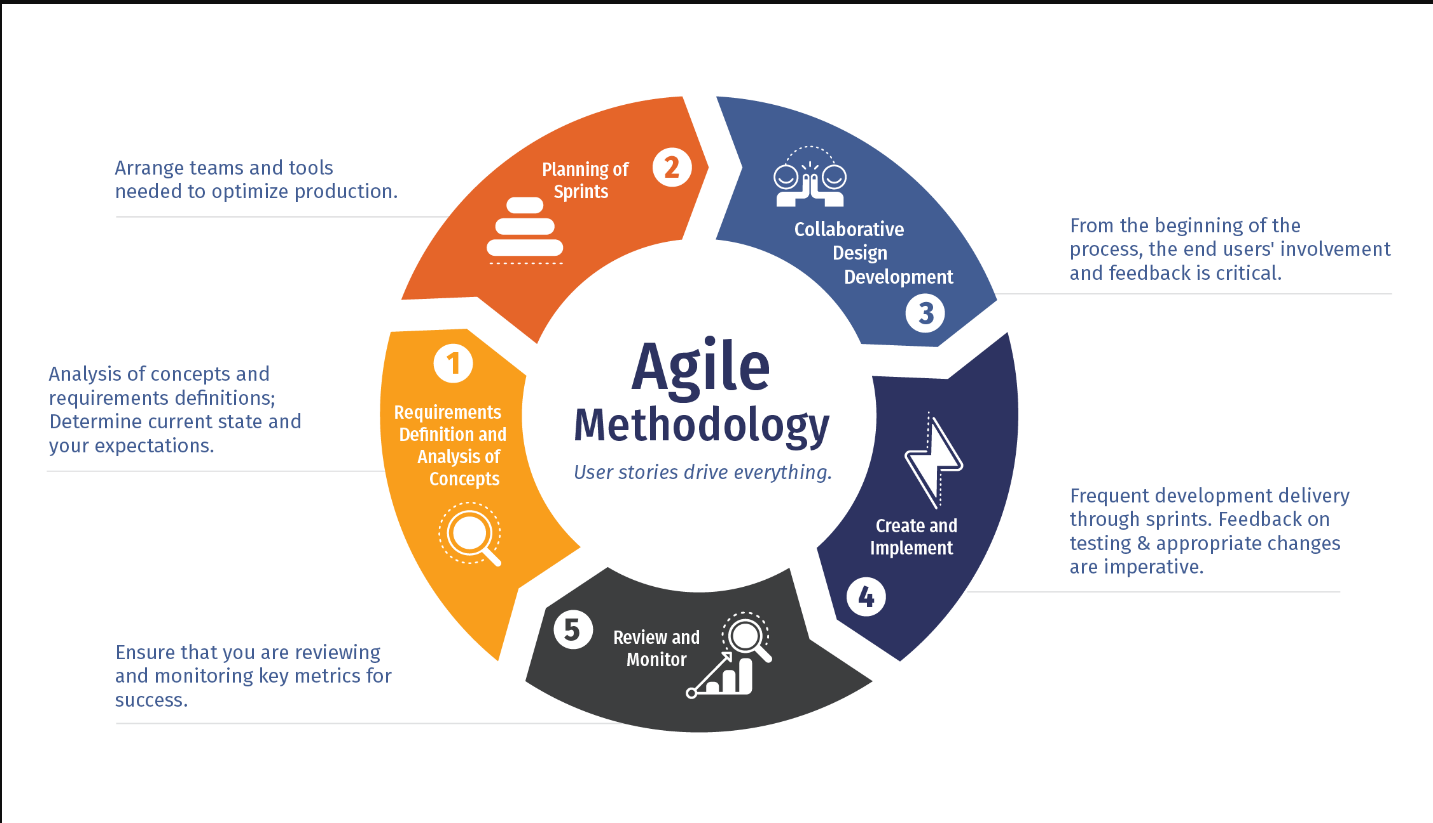 Agile
Methodology
User stories drive everything.
1
Requirements
Definition and
Analysis of
Concepts
Analysis of concepts and
requirements definitions;
Determine current state and
your expectations.
2
Planning of
Sprints
Arrange teams and tools
needed to optimize production.
Collaborative
Design
Development
3
From the beginning of the
process, the end users' involvement
and feedback is critical.
Create and
Implement
4
Frequent development delivery
through sprints. Feedback on
testing & appropriate changes
are imperative.
5
Review and
Monitor
Ensure that you are reviewing
and monitoring key metrics for
success.